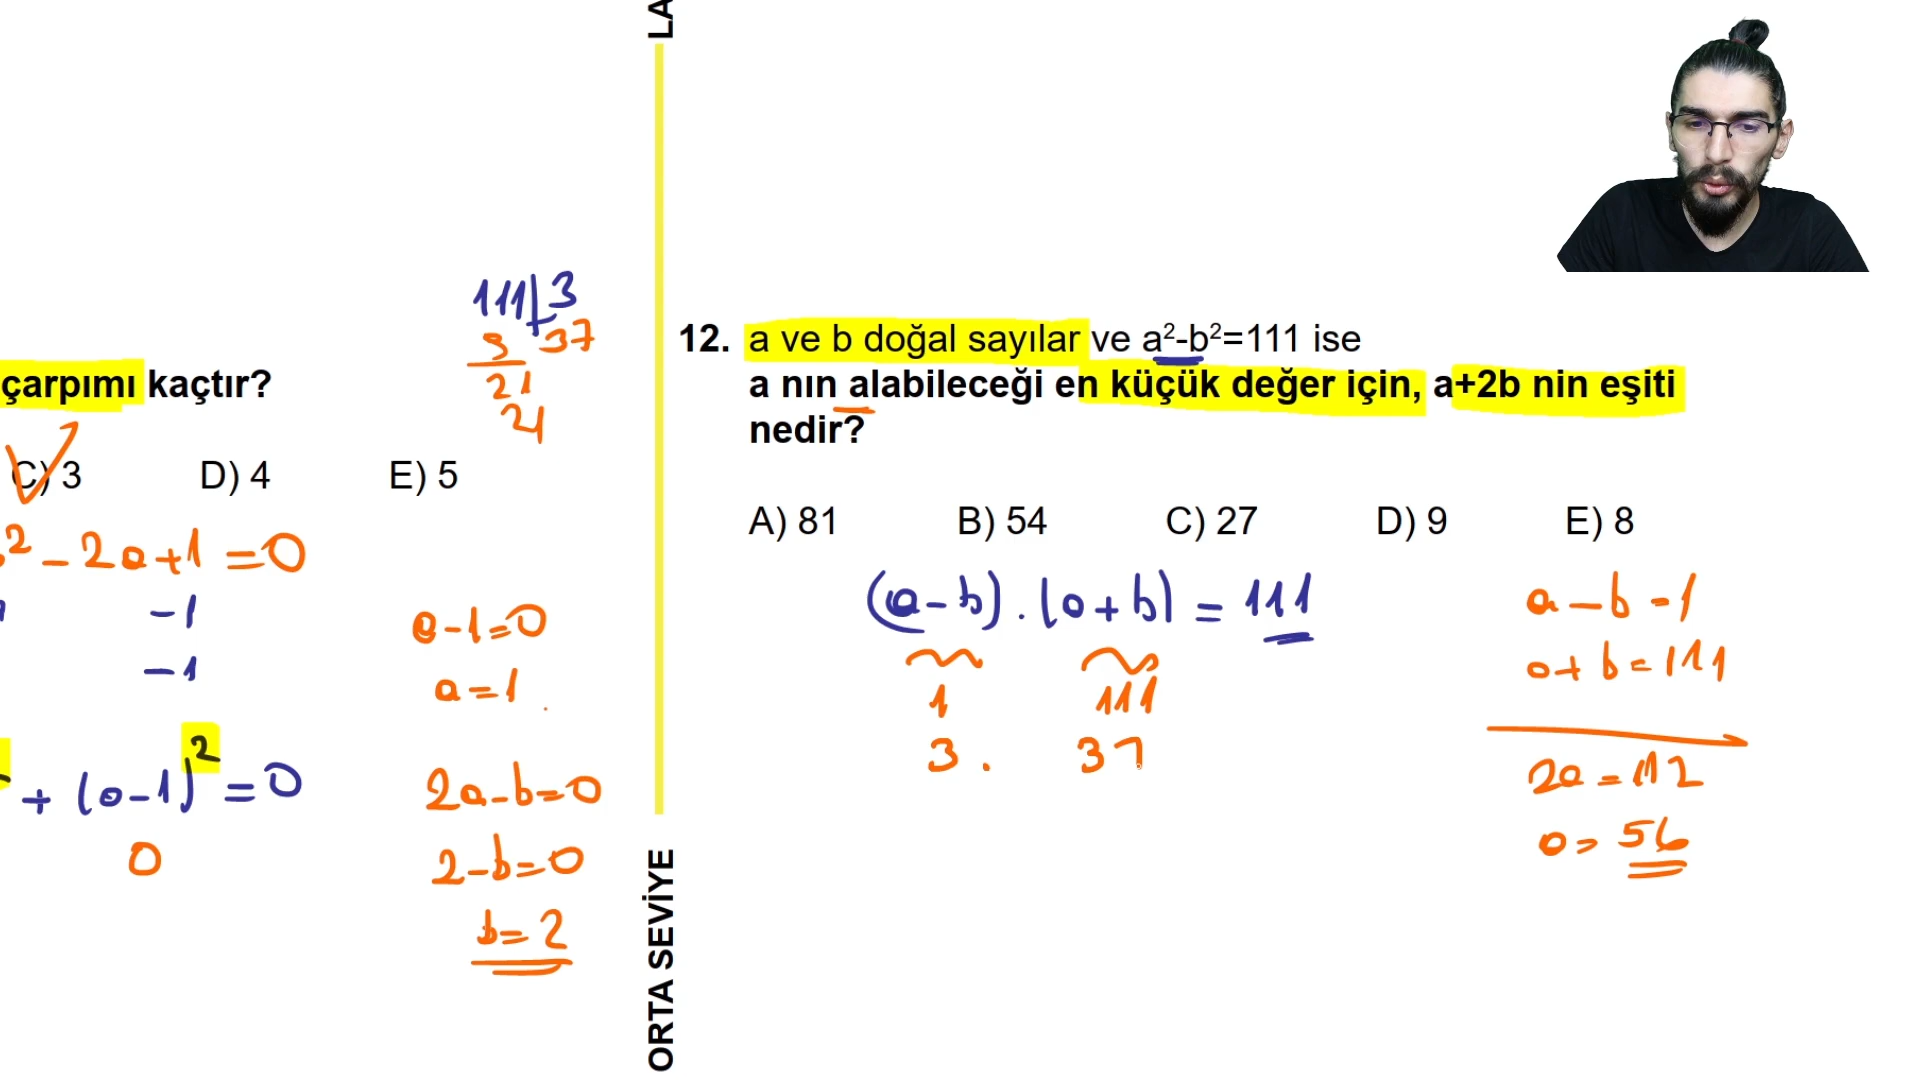 LA
çarpımı kaçtır?
C) 3 D) 4 E) 5
2 - 2a + 1 = 0
-1
-1
+ (a - 1)² = 0
0
111 | 3
9 37
21
21
a - 1 = 0
a = 1
2a - b = 0
2 - b = 0
b = 2
ORTA SEVİYE
12. a ve b doğal sayılar ve a²-b²=111 ise
a nın alabileceği en küçük değer için, a+2b nin eşiti
nedir?
A) 81 B) 54 C) 27 D) 9 E) 8
(a - b) . (a + b) = 111
1 111
3 . 37
a - b - 1
a + b = 111
2a = 112
a = 56